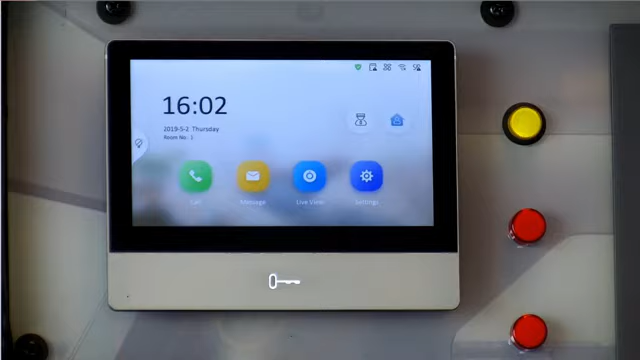 16:02
2019-5-2 Thursday
Room No.: 1
Call
Message
Live View
Settings